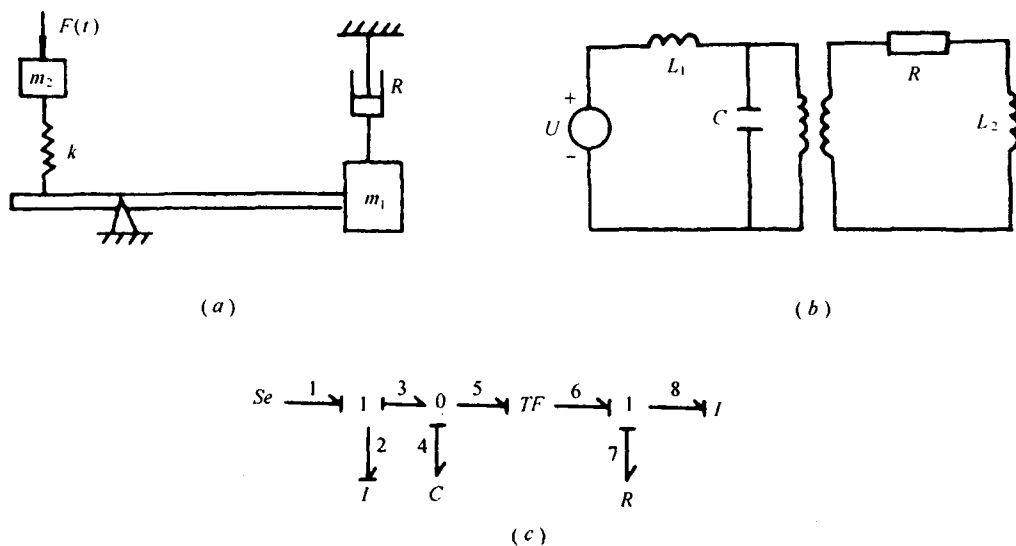 F(t)
m₂
k
R
m₁
(a)
L₁
+
U
-
C
R
L₂
(b)
Se 1 1 3 0 5 TF 6 1 8 I
2 4 7
I C R
(c)